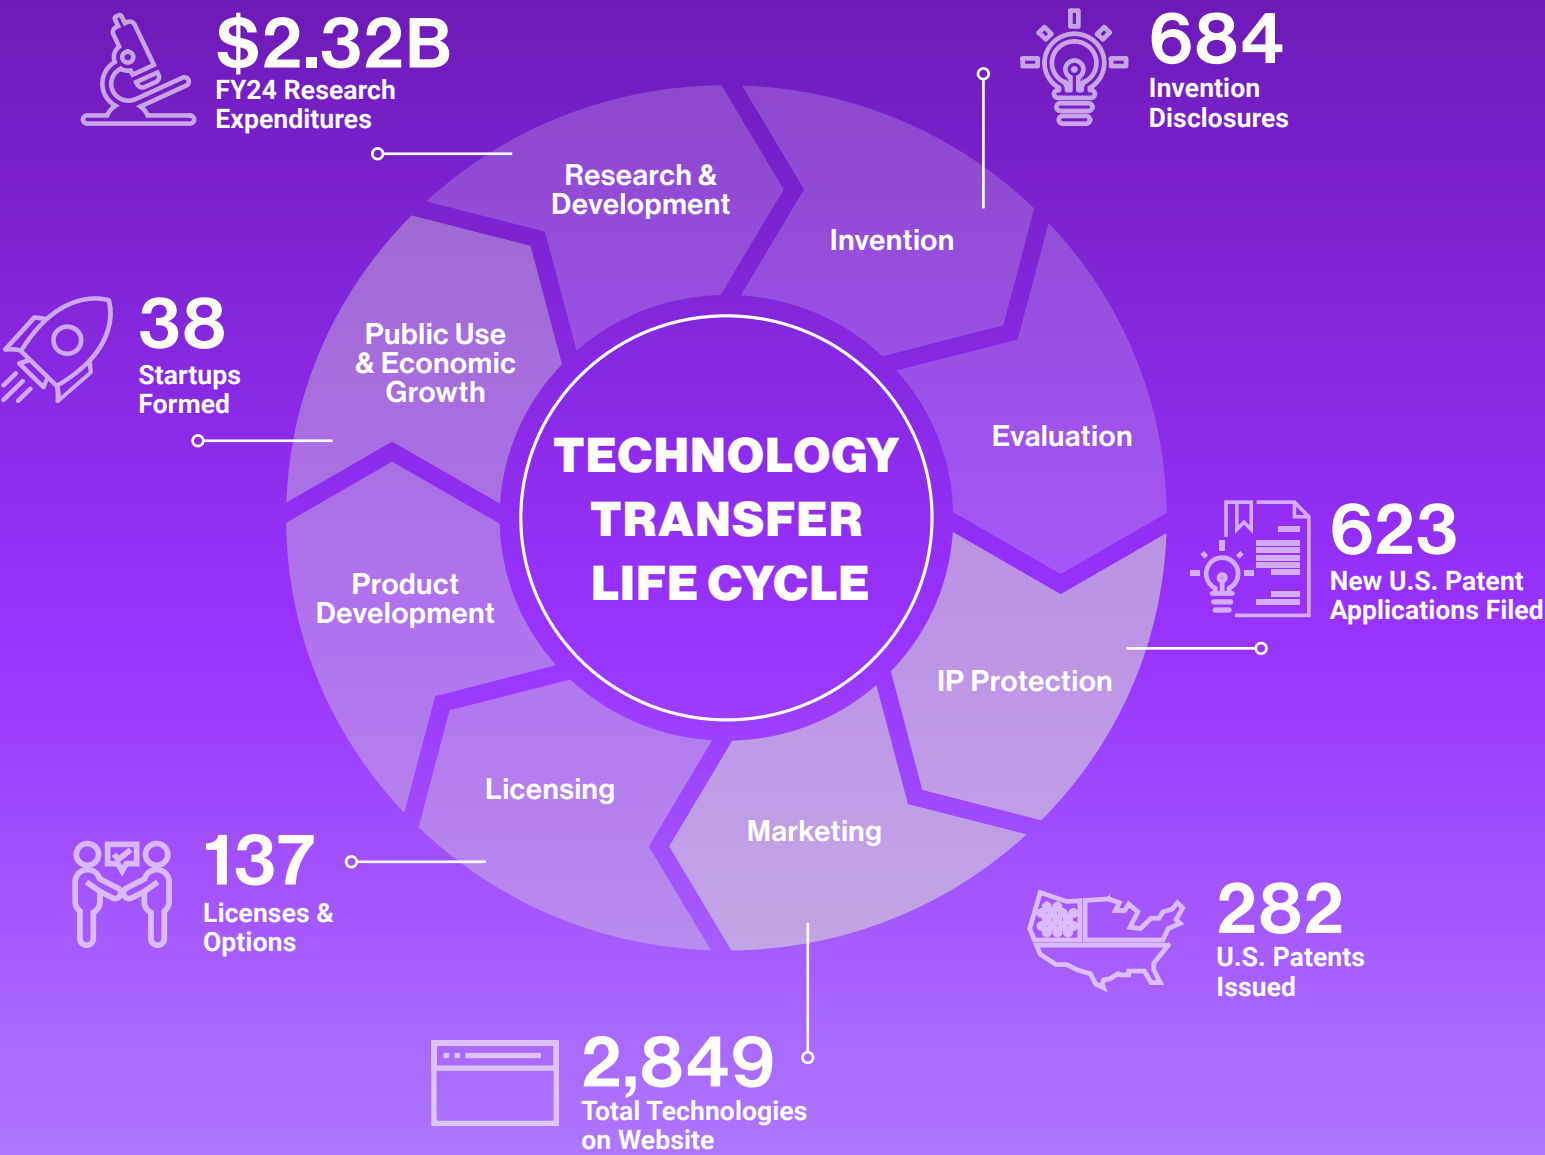 $2.32B
FY24 Research
Expenditures
684
Invention
Disclosures
Research &
Development
Invention
38
Startups
Formed
Public Use
& Economic
Growth
Evaluation
TECHNOLOGY
TRANSFER
LIFE CYCLE
623
New U.S. Patent
Applications Filed
Product
Development
IP Protection
Licensing
Marketing
137
Licenses &
Options
282
U.S. Patents
Issued
2,849
Total Technologies
on Website